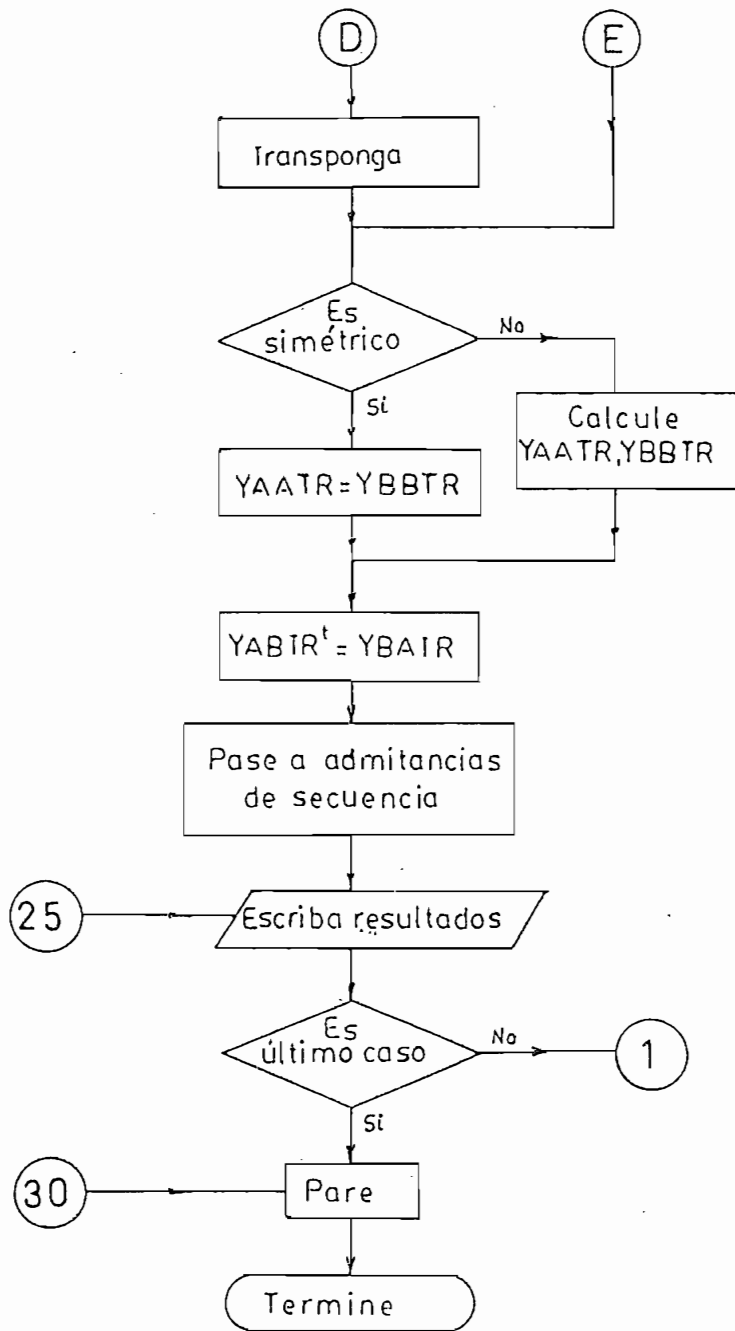 D
E
Transponga
Es
simétrico
No
Si
Calcule
YAATR,YBBTR
YAATR=YBBTR
YABTRᵗ=YBATR
Pase a admitancias
de secuencia
25
Escriba resultados
Es
último caso
No
1
Si
30
Pare
Termine